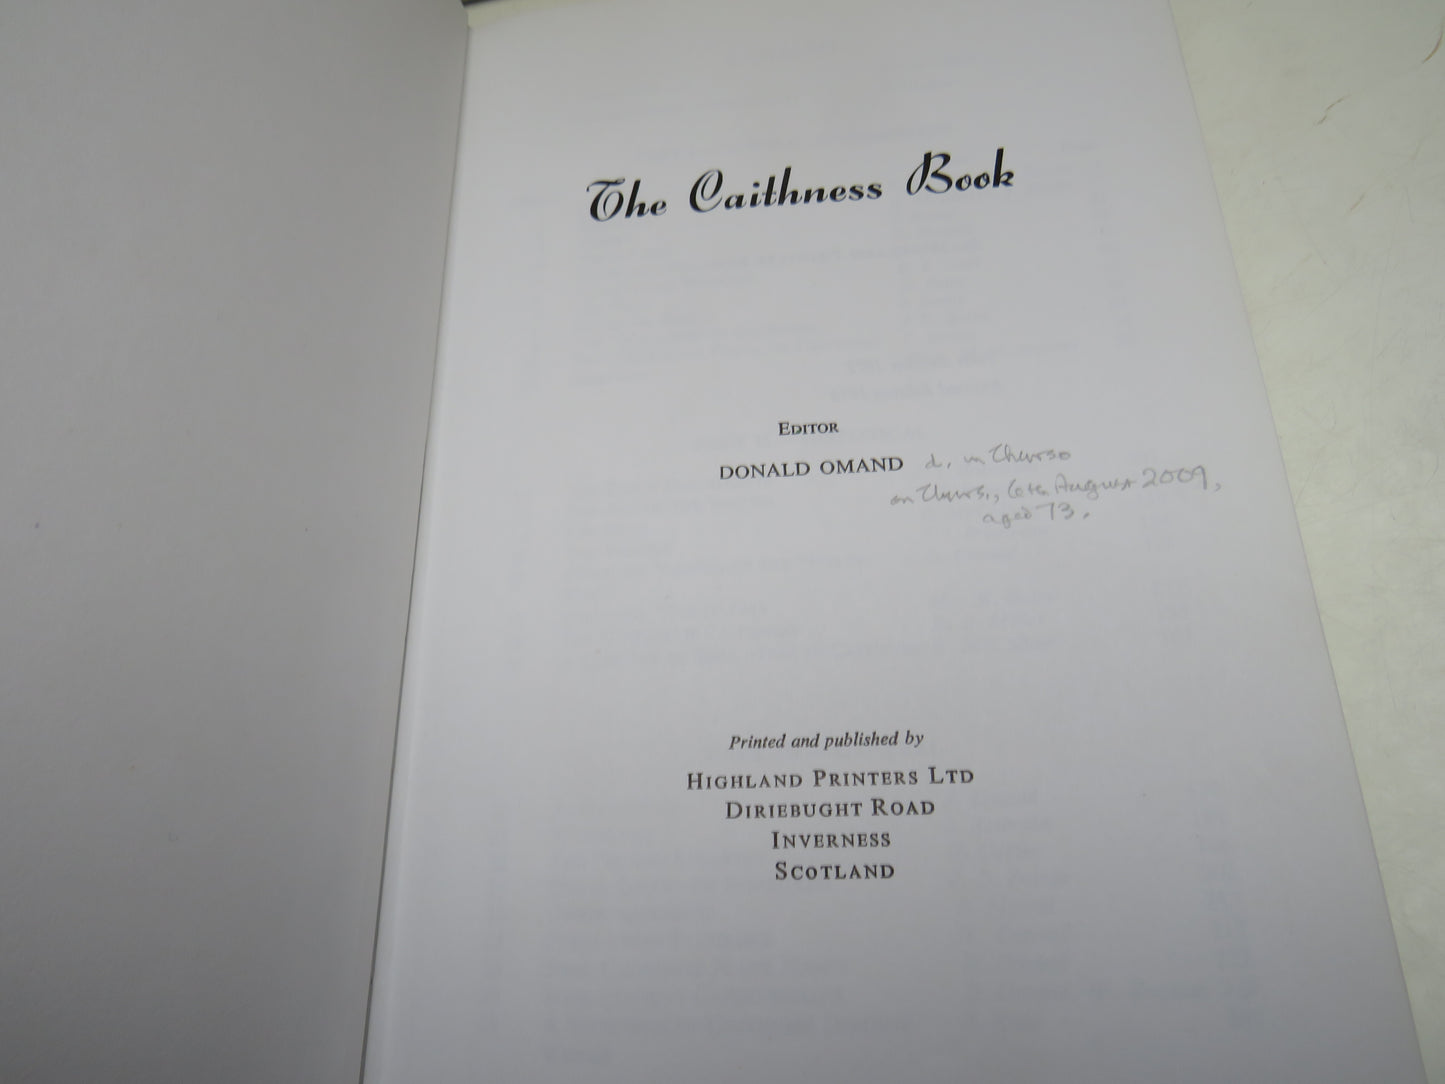 The Caithness Book
EDITOR
DONALD OMAND d. in Thurso
on Thurs., 6th August 2009,
aged 73.
Printed and published by
HIGHLAND PRINTERS LTD
DIRIEBUGHT ROAD
INVERNESS
SCOTLAND